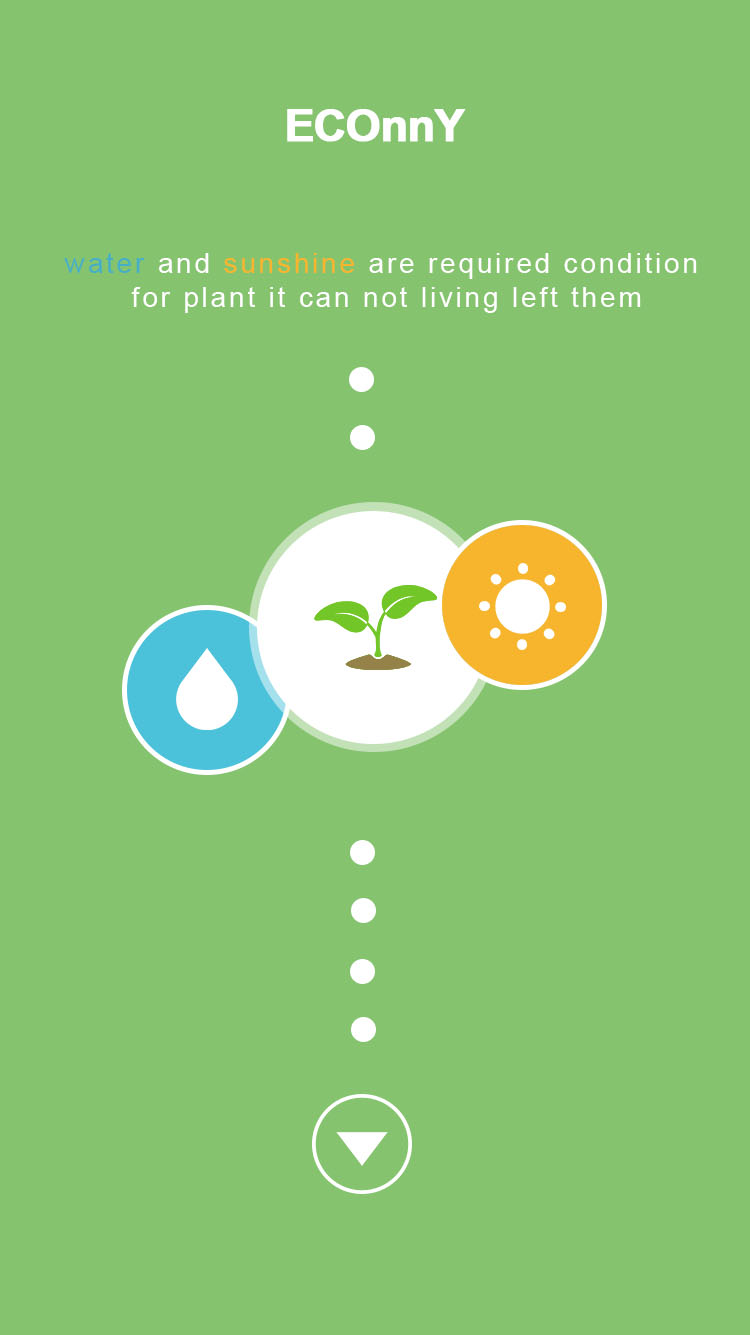 ECOnnY
water and sunshine are required condition
for plant it can not living left them